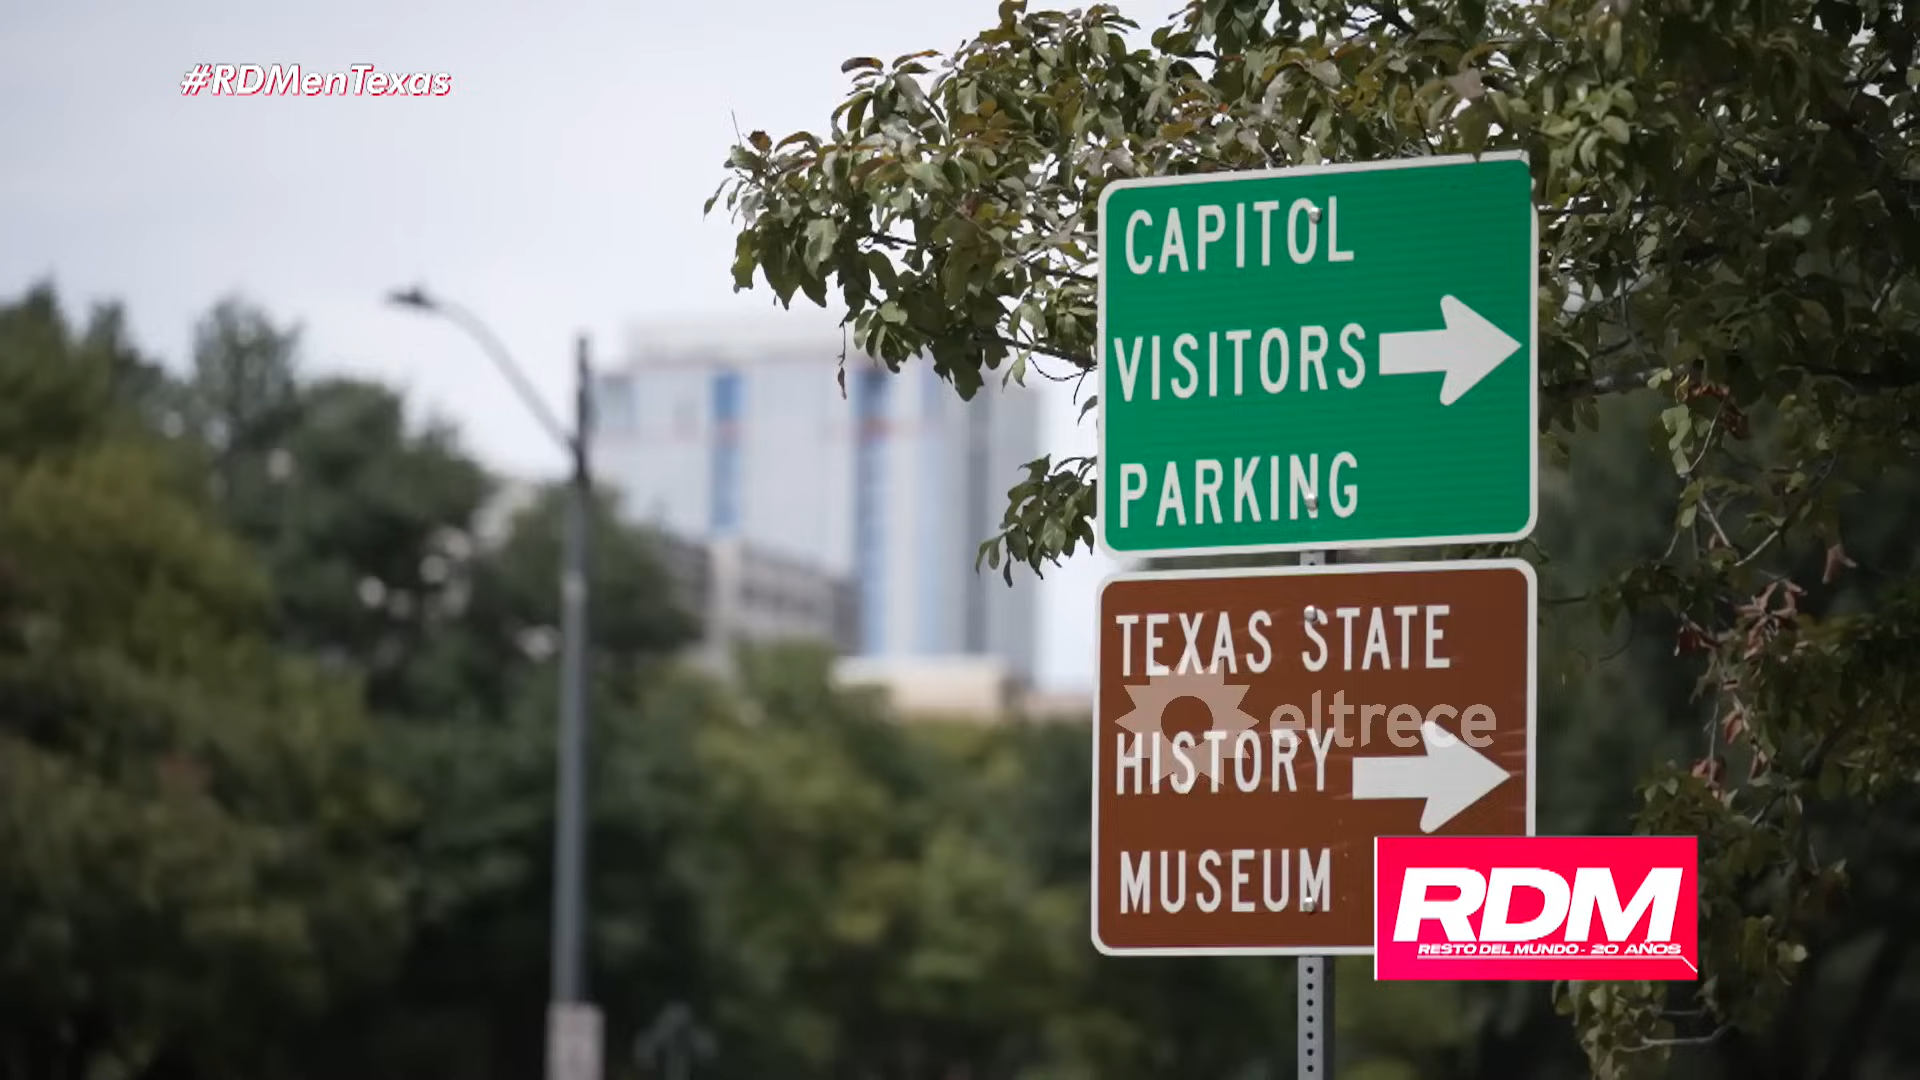 #RDMenTexas
CAPITOL
VISITORS
PARKING
TEXAS STATE
eltrece
HISTORY
MUSEUM
RDM
RESTO DEL MUNDO - 20 AÑOS